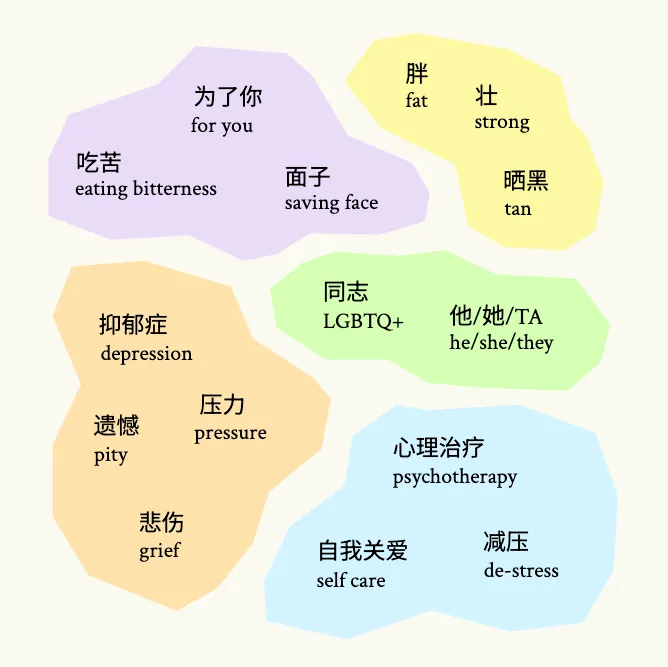 为了你
for you
吃苦
eating bitterness
面子
saving face
胖
fat
壮
strong
晒黑
tan
同志
LGBTQ+
他/她/TA
he/she/they
抑郁症
depression
压力
pressure
遗憾
pity
悲伤
grief
心理治疗
psychotherapy
自我关爱
self care
减压
de-stress